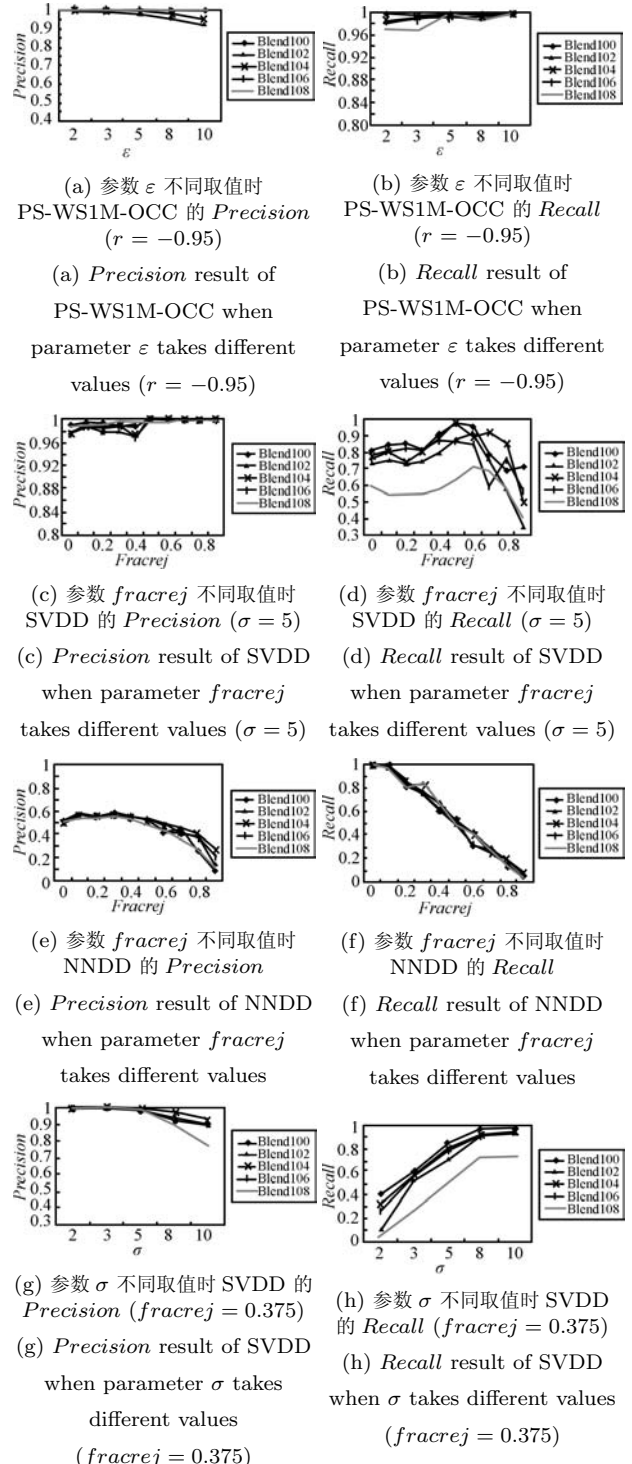 Precision
1
0.9
0.8
0.7
0.6
0.5
0.4
2 3 5 8 10
ε
Blend100
Blend102
Blend104
Blend106
Blend108
(a) 参数 ε 不同取值时
PS-WS1M-OCC 的 Precision
(r = −0.95)
(a) Precision result of
PS-WS1M-OCC when
parameter ε takes different
values (r = −0.95)
Recall
1.00
0.96
0.92
0.88
0.84
0.80
2 3 5 8 10
ε
Blend100
Blend102
Blend104
Blend106
Blend108
(b) 参数 ε 不同取值时
PS-WS1M-OCC 的 Recall
(r = −0.95)
(b) Recall result of
PS-WS1M-OCC when
parameter ε takes different
values (r = −0.95)
Precision
1
0.96
0.92
0.88
0.84
0.8
0 0.2 0.4 0.6 0.8
Fracrej
Blend100
Blend102
Blend104
Blend106
Blend108
(c) 参数 fracrej 不同取值时
SVDD 的 Precision (σ = 5)
(c) Precision result of SVDD
when parameter fracrej
takes different values (σ = 5)
Recall
1
0.9
0.8
0.7
0.6
0.5
0.4
0.3
0 0.2 0.4 0.6 0.8
Fracrej
Blend100
Blend102
Blend104
Blend106
Blend108
(d) 参数 fracrej 不同取值时
SVDD 的 Recall (σ = 5)
(d) Recall result of SVDD
when parameter fracrej
takes different values (σ = 5)
Precision
1
0.8
0.6
0.4
0.2
0
0 0.2 0.4 0.6 0.8
Fracrej
Blend100
Blend102
Blend104
Blend106
Blend108
(e) 参数 fracrej 不同取值时
NNDD 的 Precision
(e) Precision result of NNDD
when parameter fracrej
takes different values
Recall
1
0.8
0.6
0.4
0.2
0
0 0.2 0.4 0.6 0.8
Fracrej
Blend100
Blend102
Blend104
Blend106
Blend108
(f) 参数 fracrej 不同取值时
NNDD 的 Recall
(f) Recall result of NNDD
when parameter fracrej
takes different values
Precision
1
0.9
0.8
0.7
0.6
0.5
0.4
0.3
2 3 5 8 10
σ
Blend100
Blend102
Blend104
Blend106
Blend108
(g) 参数 σ 不同取值时 SVDD 的
Precision (fracrej = 0.375)
(g) Precision result of SVDD
when parameter σ takes
different values
(fracrej = 0.375)
Recall
1
0.8
0.6
0.4
0.2
0
2 3 5 8 10
σ
Blend100
Blend102
Blend104
Blend106
Blend108
(h) 参数 σ 不同取值时 SVDD
的 Recall (fracrej = 0.375)
(h) Recall result of SVDD
when σ takes different values
(fracrej = 0.375)